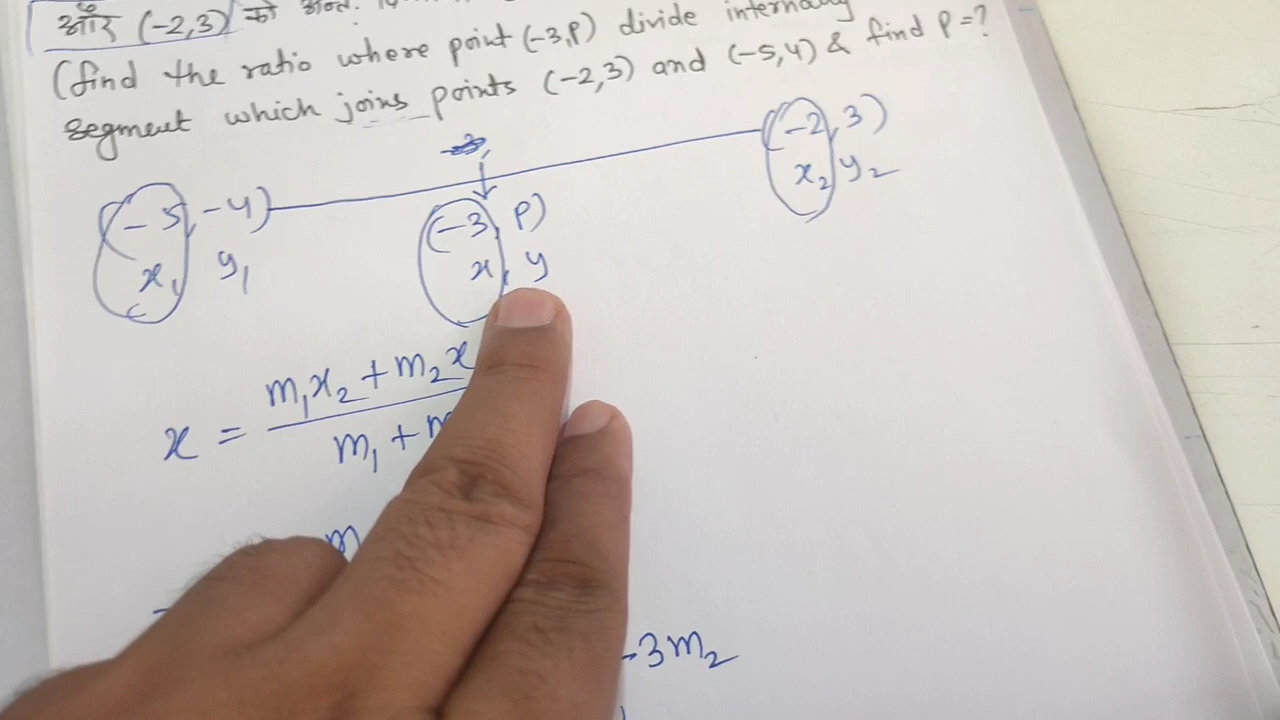 और (-2,3) को अन्त.
(find the ratio where point (-3,P) divide internally
segment which joins points (-2,3) and (-5,4) & find P=?
(-5,-4) (-3, P) (-2,3)
x₁ y₁ x, y x₂ y₂
x = m₁x₂+m₂x
m₁+m
m
-3m₂